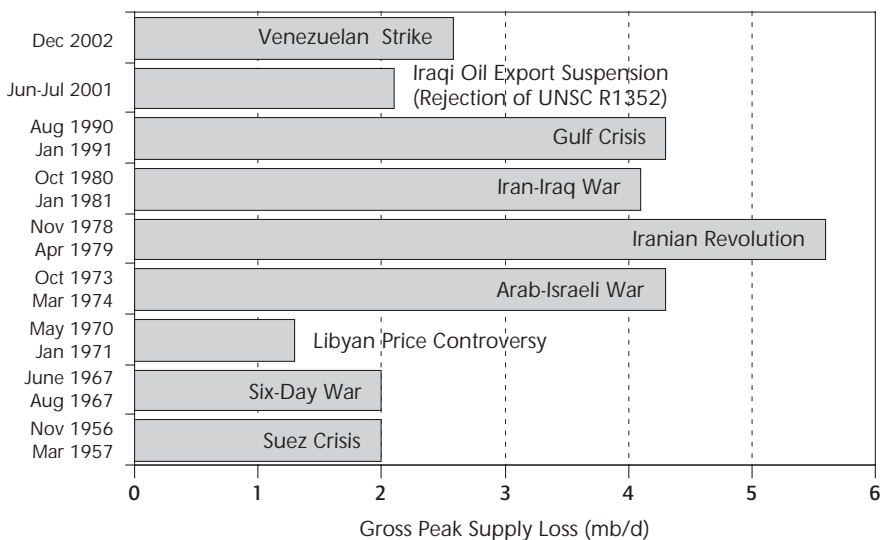 Dec 2002
Venezuelan Strike
Jun-Jul 2001
Iraqi Oil Export Suspension
(Rejection of UNSC R1352)
Aug 1990
Jan 1991
Gulf Crisis
Oct 1980
Jan 1981
Iran-Iraq War
Nov 1978
Apr 1979
Iranian Revolution
Oct 1973
Mar 1974
Arab-Israeli War
May 1970
Jan 1971
Libyan Price Controversy
June 1967
Aug 1967
Six-Day War
Nov 1956
Mar 1957
Suez Crisis
0 1 2 3 4 5 6
Gross Peak Supply Loss (mb/d)